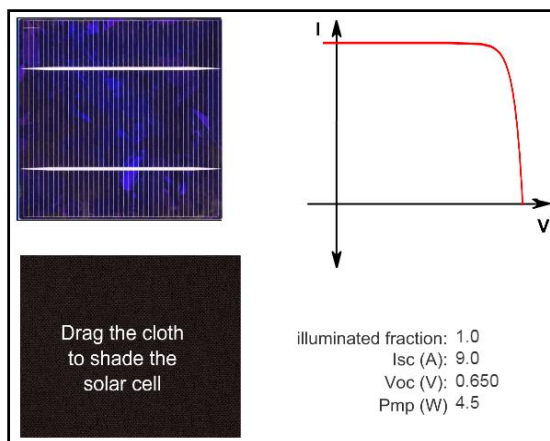 I
V
Drag the cloth
to shade the
solar cell
illuminated fraction: 1.0
Isc (A): 9.0
Voc (V): 0.650
Pmp (W) 4.5